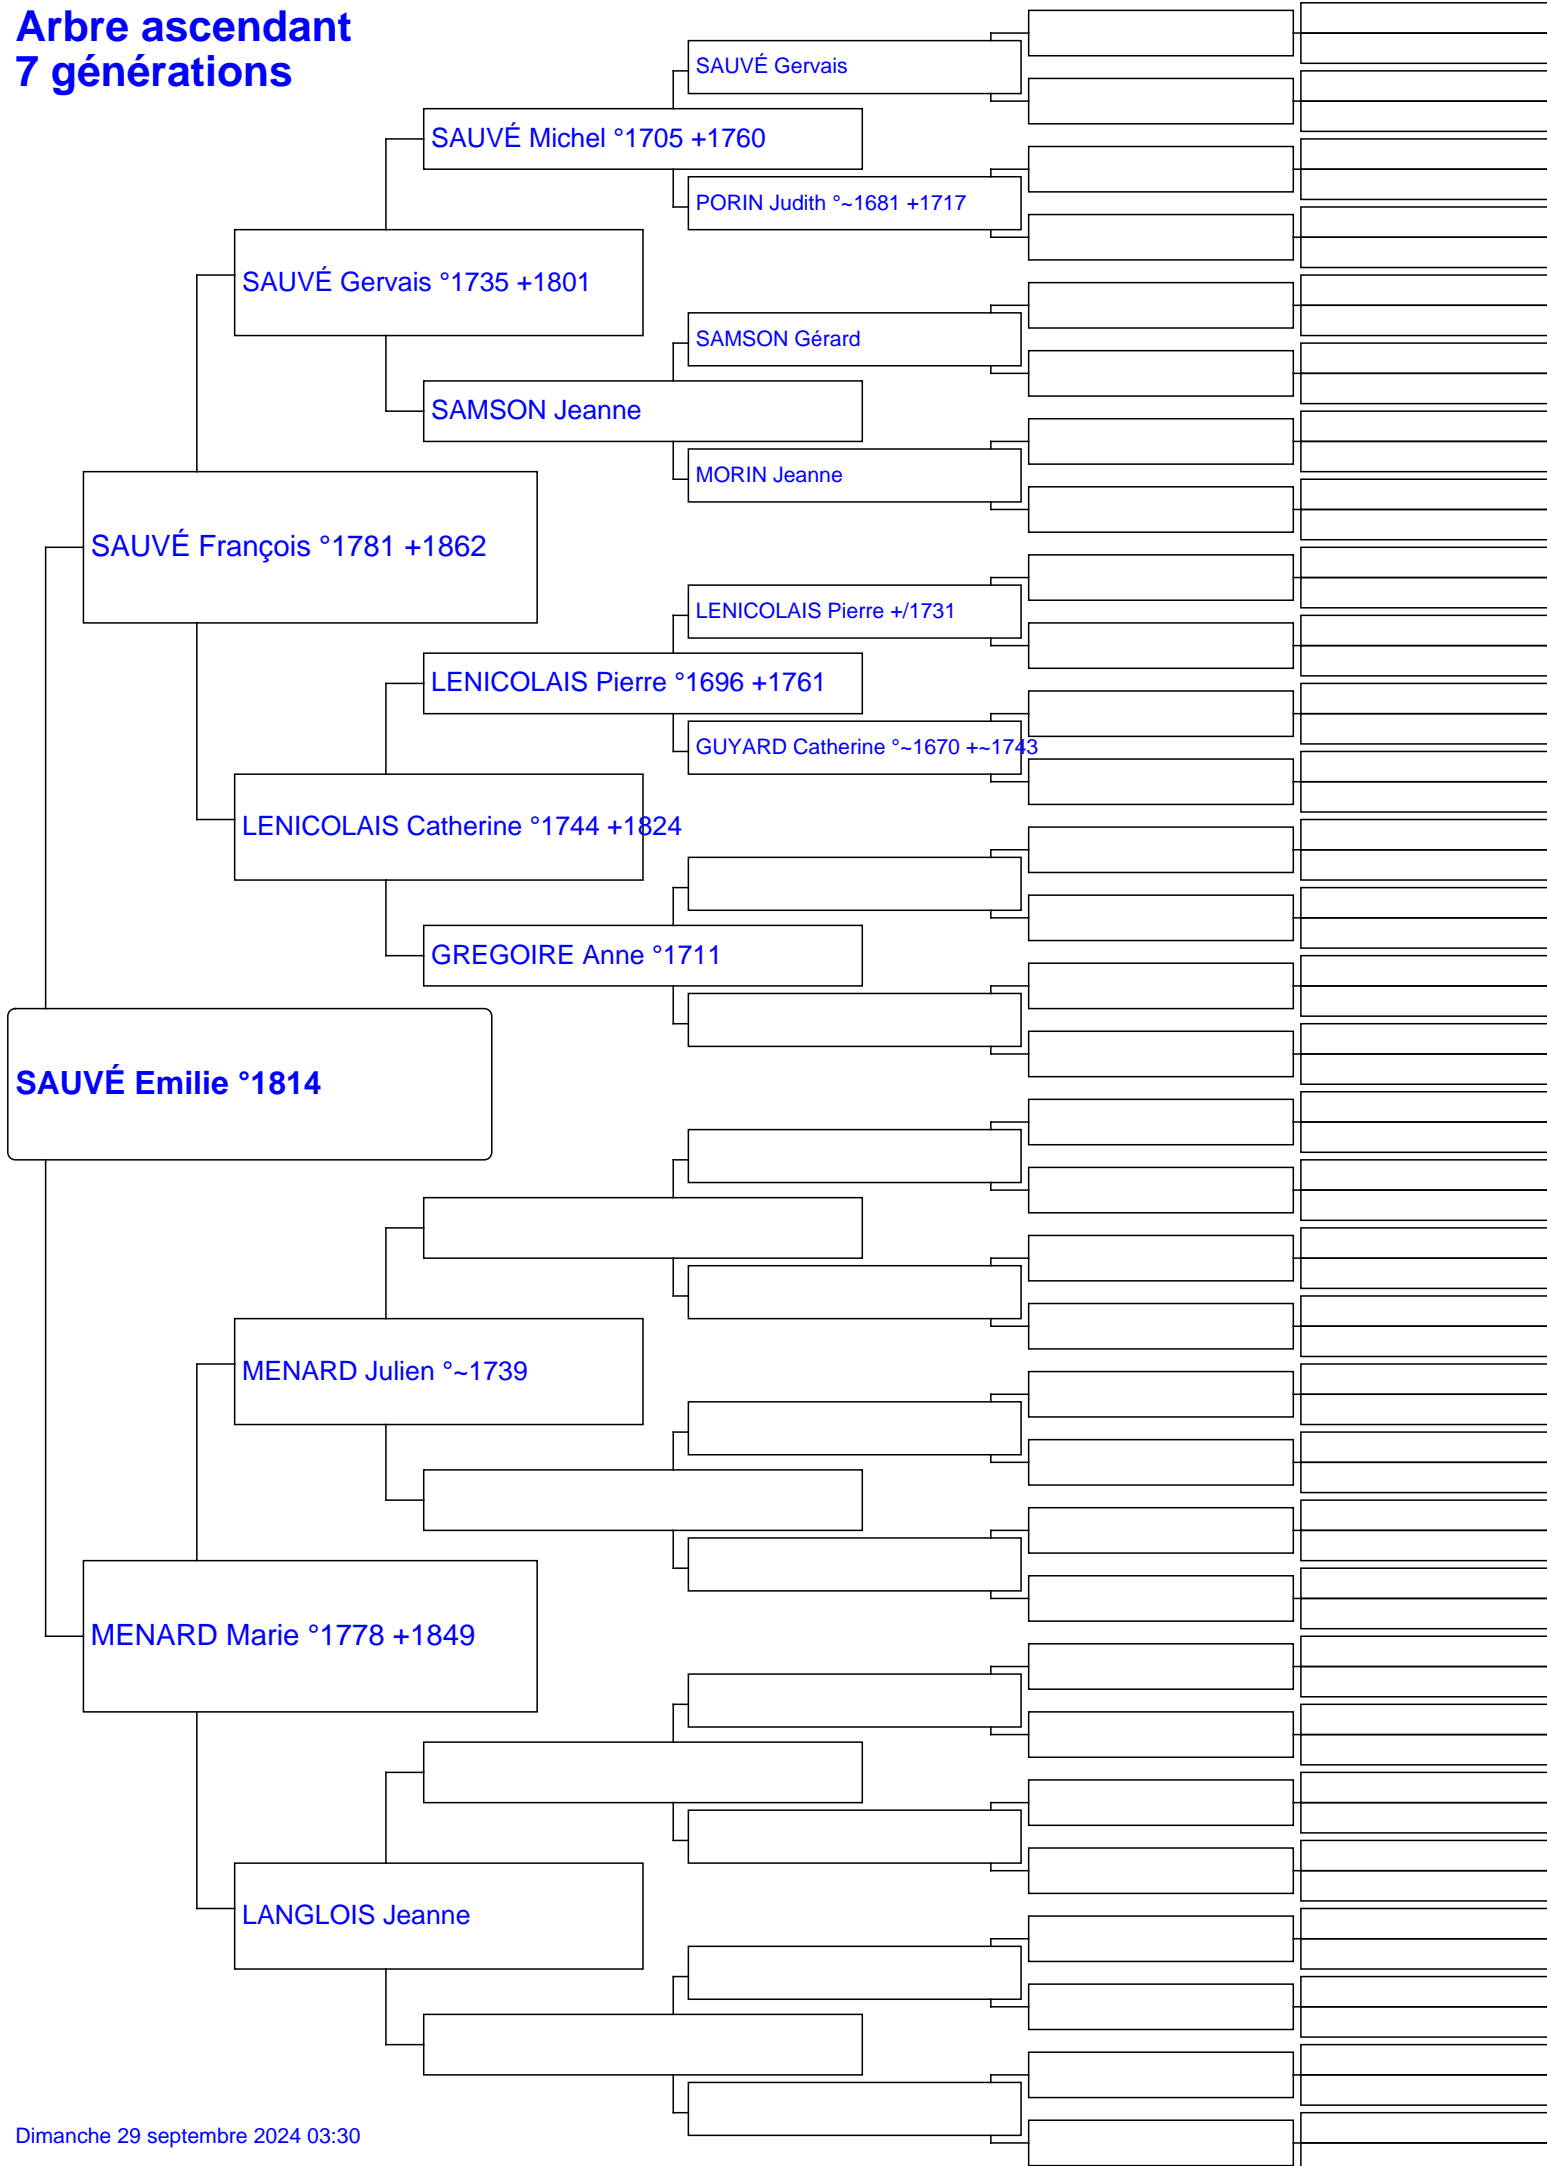 Arbre ascendant
7 générations
SAUVÉ Gervais
SAUVÉ Michel °1705 +1760
PORIN Judith °~1681 +1717
SAUVÉ Gervais °1735 +1801
SAMSON Gérard
SAMSON Jeanne
MORIN Jeanne
SAUVÉ François °1781 +1862
LENICOLAIS Pierre +/1731
LENICOLAIS Pierre °1696 +1761
GUYARD Catherine °~1670 +~1743
LENICOLAIS Catherine °1744 +1824
GREGOIRE Anne °1711
SAUVÉ Emilie °1814
MENARD Julien °~1739
MENARD Marie °1778 +1849
LANGLOIS Jeanne
Dimanche 29 septembre 2024 03:30